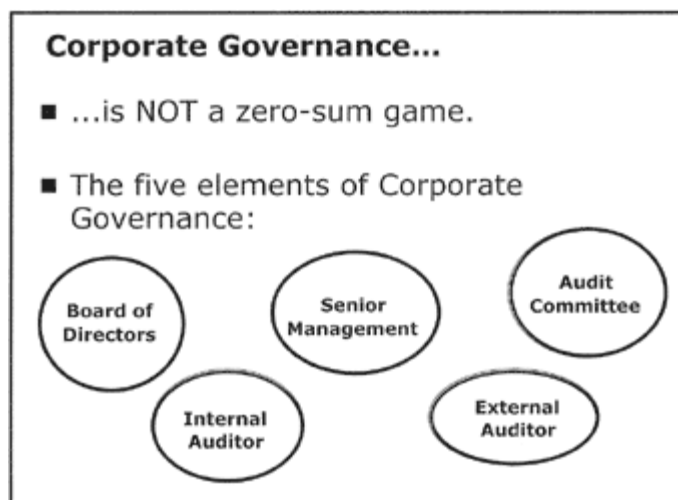 Corporate Governance...
■ ...is NOT a zero-sum game.
■ The five elements of Corporate
Governance:
Board of
Directors
Senior
Management
Audit
Committee
Internal
Auditor
External
Auditor